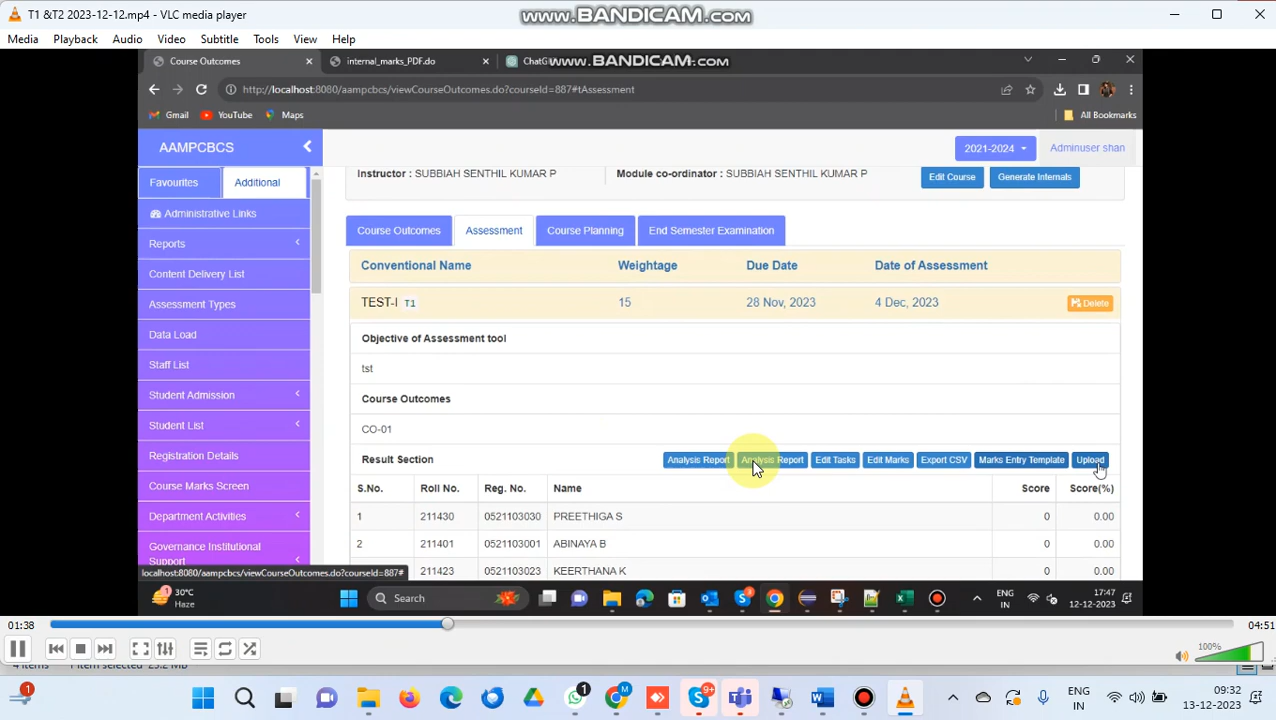 T1 &T2 2023-12-12.mp4 - VLC media player
www.BANDICAM.com
Media Playback Audio Video Subtitle Tools View Help
Course Outcomes
internal_marks_PDF.do
www.BANDICAM.com
http://localhost:8080/aampcbcs/viewCourseOutcomes.do?courseId=887#tAssessment
Gmail YouTube Maps All Bookmarks
AAMPCBCS
2021-2024 Adminuser shan
Favourites Additional
Instructor : SUBBIAH SENTHIL KUMAR P Module co-ordinator : SUBBIAH SENTHIL KUMAR P Edit Course Generate Internals
Administrative Links
Reports
Content Delivery List
Assessment Types
Data Load
Staff List
Student Admission
Student List
Registration Details
Course Marks Screen
Department Activities
Governance Institutional
Support
Course Outcomes Assessment Course Planning End Semester Examination
Conventional Name Weightage Due Date Date of Assessment
TEST-I T1 15 28 Nov, 2023 4 Dec, 2023 Delete
Objective of Assessment tool
tst
Course Outcomes
CO-01
Result Section Analysis Report Analysis Report Edit Tasks Edit Marks Export CSV Marks Entry Template Upload
S.No. Roll No. Reg. No. Name Score Score(%)
1 211430 0521103030 PREETHIGA S 0 0.00
2 211401 0521103001 ABINAYA B 0 0.00
211423 0521103023 KEERTHANA K 0 0.00
localhost:8080/aampcbcs/viewCourseOutcomes.do?courseId=887#
30°C
Haze
Search
ENG
IN
17:47
12-12-2023
01:38 04:51
100%
4 items 1 item selected 23.2 MB
ENG
IN
09:32
13-12-2023